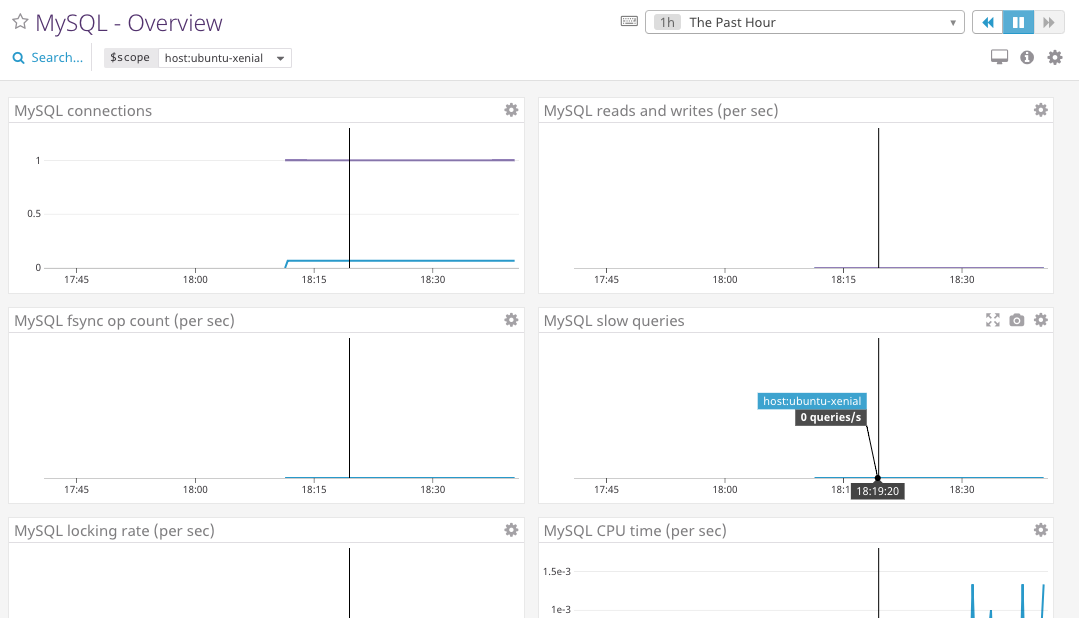 MySQL - Overview
1h The Past Hour
Search...
$scope host:ubuntu-xenial
MySQL connections
1
0.5
0
17:45 18:00 18:15 18:30
MySQL reads and writes (per sec)
17:45 18:00 18:15 18:30
MySQL fsync op count (per sec)
17:45 18:00 18:15 18:30
MySQL slow queries
host:ubuntu-xenial
0 queries/s
17:45 18:00 18:1 18:30
18:19:20
MySQL locking rate (per sec)
MySQL CPU time (per sec)
1.5e-3
1e-3